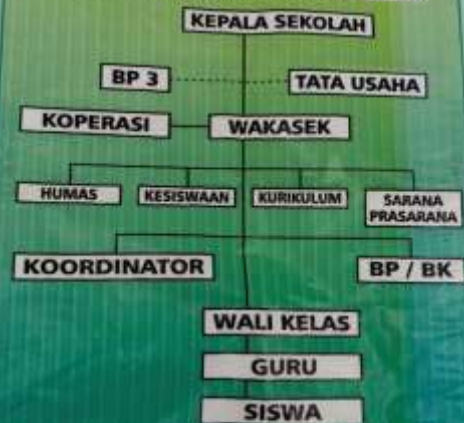 KEPALA SEKOLAH
BP 3
TATA USAHA
KOPERASI
WAKASEK
HUMAS
KESISWAAN
KURIKULUM
SARANA
PRASARANA
KOORDINATOR
BP / BK
WALI KELAS
GURU
SISWA